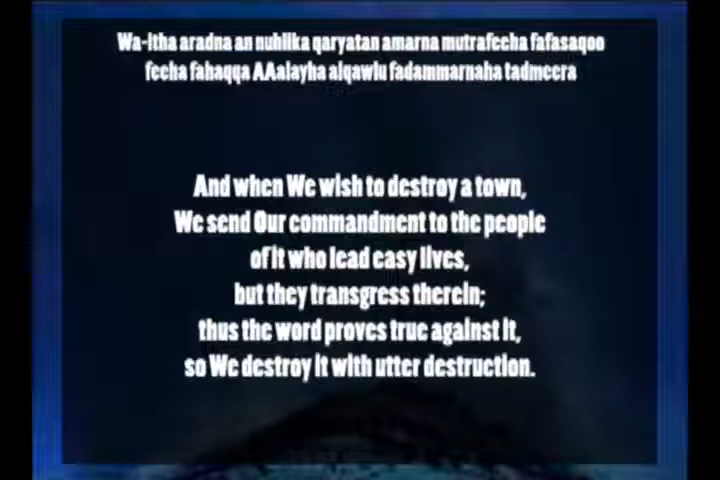 Wa-itha aradna an nuhlika qaryatan amarna mutrafeeha fafasaqoo
feeha fahaqqa AAalayha alqawlu fadammarnaha tadmeera
And when We wish to destroy a town,
We send Our commandment to the people
of it who lead easy lives,
but they transgress therein;
thus the word proves true against it,
so We destroy it with utter destruction.